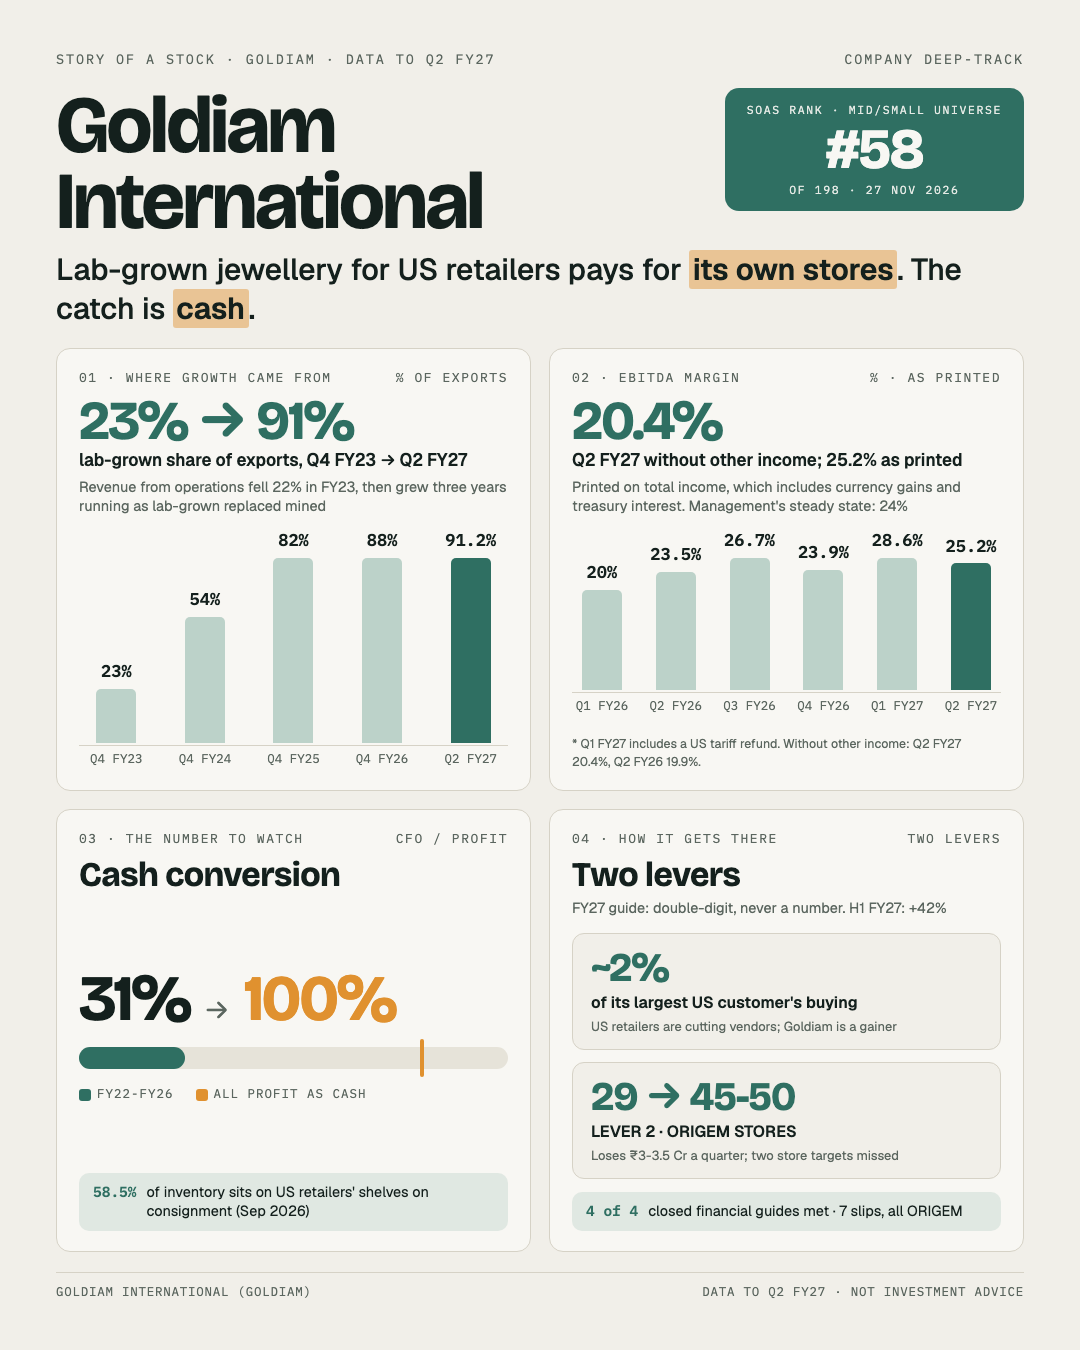 STORY OF A STOCK · GOLDIAM · DATA TO Q2 FY27
COMPANY DEEP-TRACK
Goldiam
International
SOAS RANK · MID/SMALL UNIVERSE
#58
OF 198 · 27 NOV 2026
Lab-grown jewellery for US retailers pays for its own stores. The
catch is cash.
01 · WHERE GROWTH CAME FROM
% OF EXPORTS
23% → 91%
lab-grown share of exports, Q4 FY23 → Q2 FY27
Revenue from operations fell 22% in FY23, then grew three years
running as lab-grown replaced mined
23%
54%
82%
88%
91.2%
Q4 FY23
Q4 FY24
Q4 FY25
Q4 FY26
Q2 FY27
02 · EBITDA MARGIN
% · AS PRINTED
20.4%
Q2 FY27 without other income; 25.2% as printed
Printed on total income, which includes currency gains and
treasury interest. Management's steady state: 24%
20%
23.5%
26.7%
23.9%
28.6%
25.2%
Q1 FY26
Q2 FY26
Q3 FY26
Q4 FY26
Q1 FY27
Q2 FY27
* Q1 FY27 includes a US tariff refund. Without other income: Q2 FY27
20.4%, Q2 FY26 19.9%.
03 · THE NUMBER TO WATCH
CFO / PROFIT
Cash conversion
31% → 100%
FY22-FY26
ALL PROFIT AS CASH
58.5% of inventory sits on US retailers' shelves on
consignment (Sep 2026)
04 · HOW IT GETS THERE
TWO LEVERS
Two levers
FY27 guide: double-digit, never a number. H1 FY27: +42%
~2%
of its largest US customer's buying
US retailers are cutting vendors; Goldiam is a gainer
29 → 45-50
LEVER 2 · ORIGEM STORES
Loses ₹3-3.5 Cr a quarter; two store targets missed
4 of 4 closed financial guides met · 7 slips, all ORIGEM
GOLDIAM INTERNATIONAL (GOLDIAM)
DATA TO Q2 FY27 · NOT INVESTMENT ADVICE